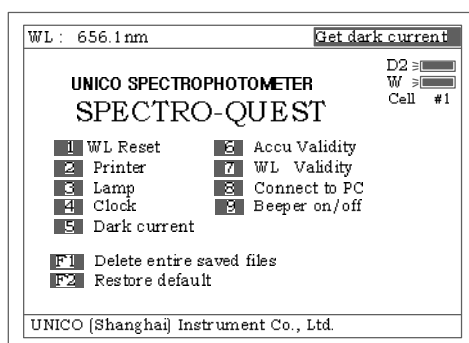 WL : 656.1nm Get dark current
D2
UNICO SPECTROPHOTOMETER W
SPECTRO-QUEST Cell #1
1 WL Reset 6 Accu Validity
2 Printer 7 WL Validity
3 Lamp 8 Connect to PC
4 Clock 9 Beeper on/off
5 Dark current
F1 Delete entire saved files
F2 Restore default
UNICO (Shanghai) Instrument Co., Ltd.